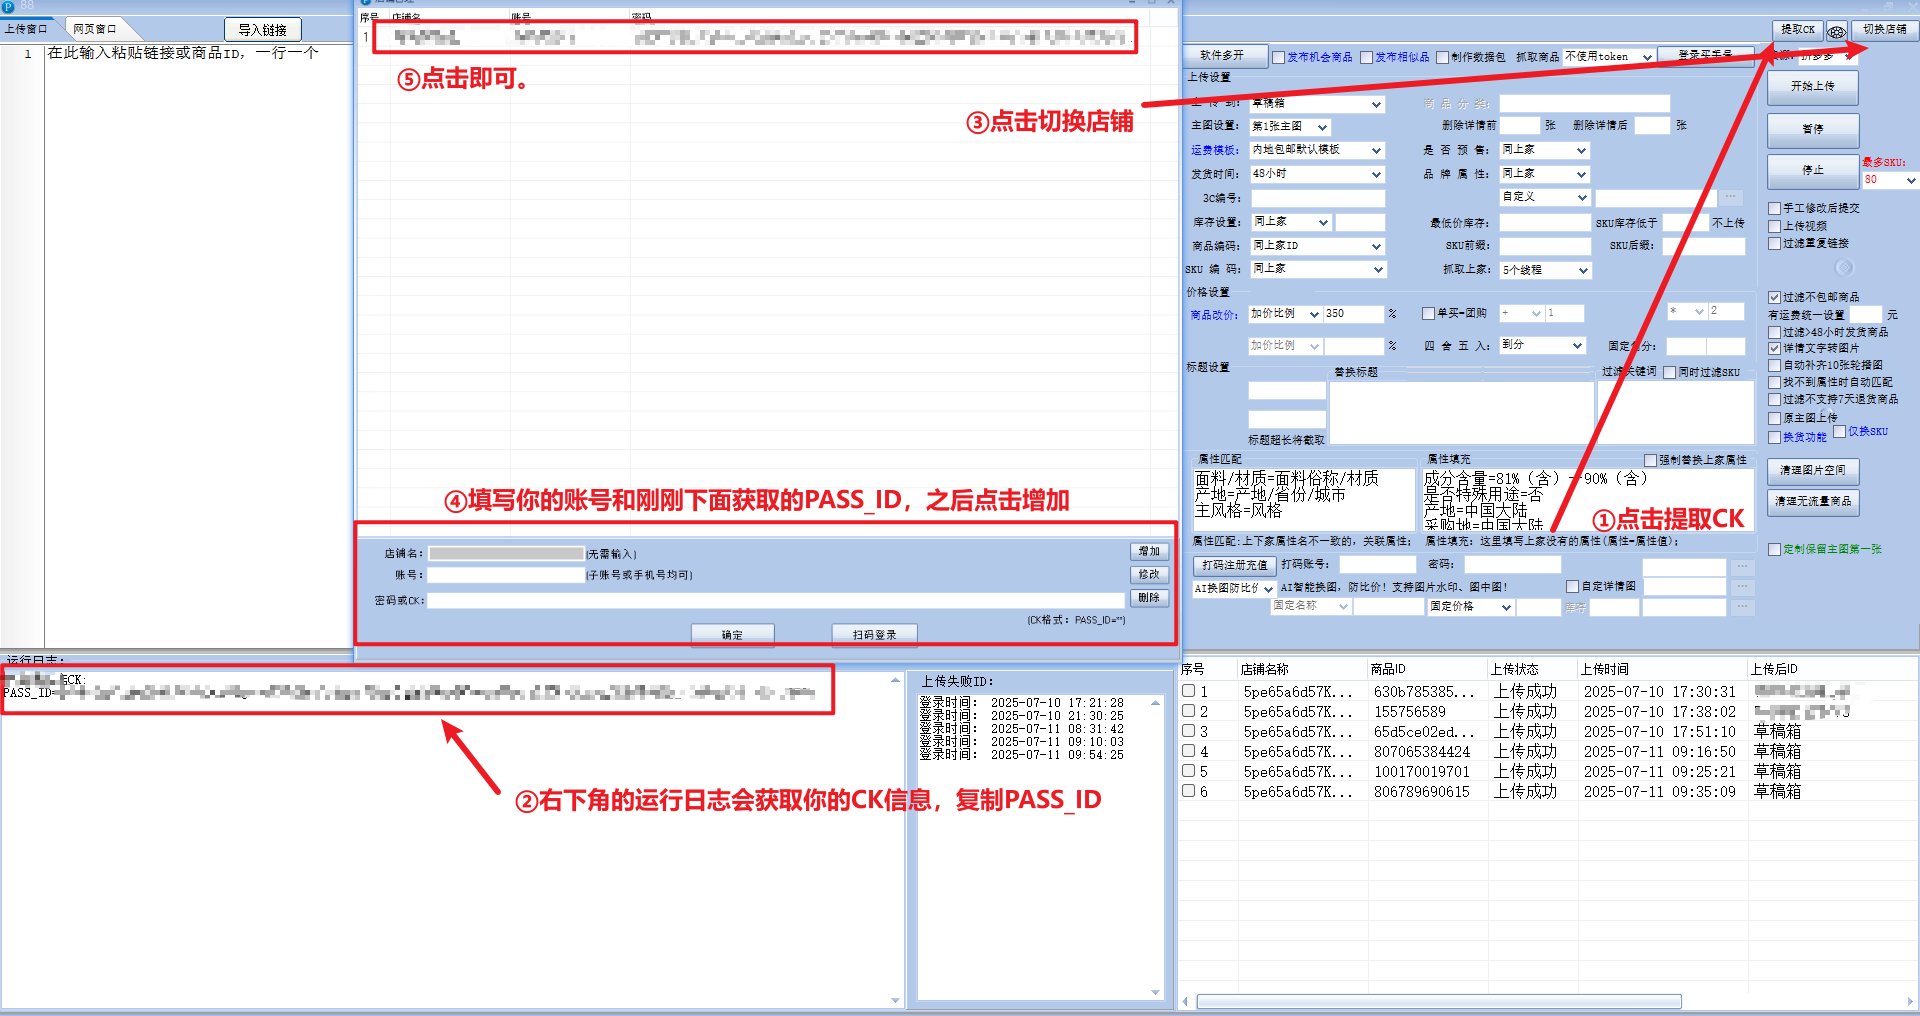 88
上传窗口
网页窗口
导入链接
1
在此输入粘贴链接或商品ID，一行一个
序号
店铺名
账号
密码
1
⑤点击即可。
③点击切换店铺
④填写你的账号和刚刚下面获取的PASS_ID，之后点击增加
店铺名：
(无需输入)
增加
账号：
(子账号或手机号均可)
修改
密码或CK：
删除
(CK格式：PASS_ID="")
确定
扫码登录
提取CK
切换店铺
软件多开
发布机会商品
发布相似品
制作数据包
抓取商品
不使用token
登录买手号
拼多多
上传设置
上 传 到：
草稿箱
商 品 分 类：
开始上传
主图设置：
第1张主图
删除详情前
张
删除详情后
张
暂停
运费模板：
内地包邮默认模板
是 否 预 售：
同上家
停止
最多SKU：
80
发货时间：
48小时
品 牌 属 性：
同上家
3C编号：
自定义
...
手工修改后提交
库存设置：
同上家
最低价库存：
SKU库存低于
不上传
上传视频
商品编码：
同上家ID
SKU前缀：
SKU后缀：
过滤重复链接
SKU 编 码：
同上家
抓取上家：
5个线程
价格设置
商品改价：
加价比例
350
%
单买=团购
+
1
*
2
过滤不包邮商品
有运费统一设置
元
过滤>48小时发货商品
加价比例
%
四 舍 五 入：
到分
详情文字转图片
标题设置
替换标题
过滤关键词
同时过滤SKU
自动补齐10张轮播图
找不到属性时自动匹配
过滤不支持7天退货商品
原主图上传
换货功能
仅换SKU
标题超长将截取
属性匹配
属性填充
强制替换上家属性
清理图片空间
面料/材质=面料俗称/材质
产地=产地/省份/城市
主风格=风格
成分含量=81%（含）-90%（含）
是否特殊用途=否
产地=中国大陆
采购地=中国大陆
清理无流量商品
①点击提取CK
属性匹配：上下家属性名不一致的，关联属性；
属性填充：这里填写上家没有的属性(属性=属性值)；
定制保留主图第一张
打码注册充值
打码账号：
密码：
...
AI换图防比价
AI智能换图，防比价！支持图片水印、图中图！
自定详情图
...
固定名称
固定价格
库存
...
运行日志：
CK：
PASS_ID=
②右下角的运行日志会获取你的CK信息，复制PASS_ID
上传失败ID：
登录时间： 2025-07-10 17:21:28
登录时间： 2025-07-10 21:30:25
登录时间： 2025-07-11 08:31:42
登录时间： 2025-07-11 09:10:03
登录时间： 2025-07-11 09:54:25
序号 店铺名称 商品ID 上传状态 上传时间 上传后ID
1 5pe65a6d57K... 630b785385... 上传成功 2025-07-10 17:30:31
2 5pe65a6d57K... 155756589 上传成功 2025-07-10 17:38:02
3 5pe65a6d57K... 65d5ce02ed... 上传成功 2025-07-10 17:51:10 草稿箱
4 5pe65a6d57K... 807065384424 上传成功 2025-07-11 09:16:50 草稿箱
5 5pe65a6d57K... 100170019701 上传成功 2025-07-11 09:25:21 草稿箱
6 5pe65a6d57K... 806789690615 上传成功 2025-07-11 09:35:09 草稿箱